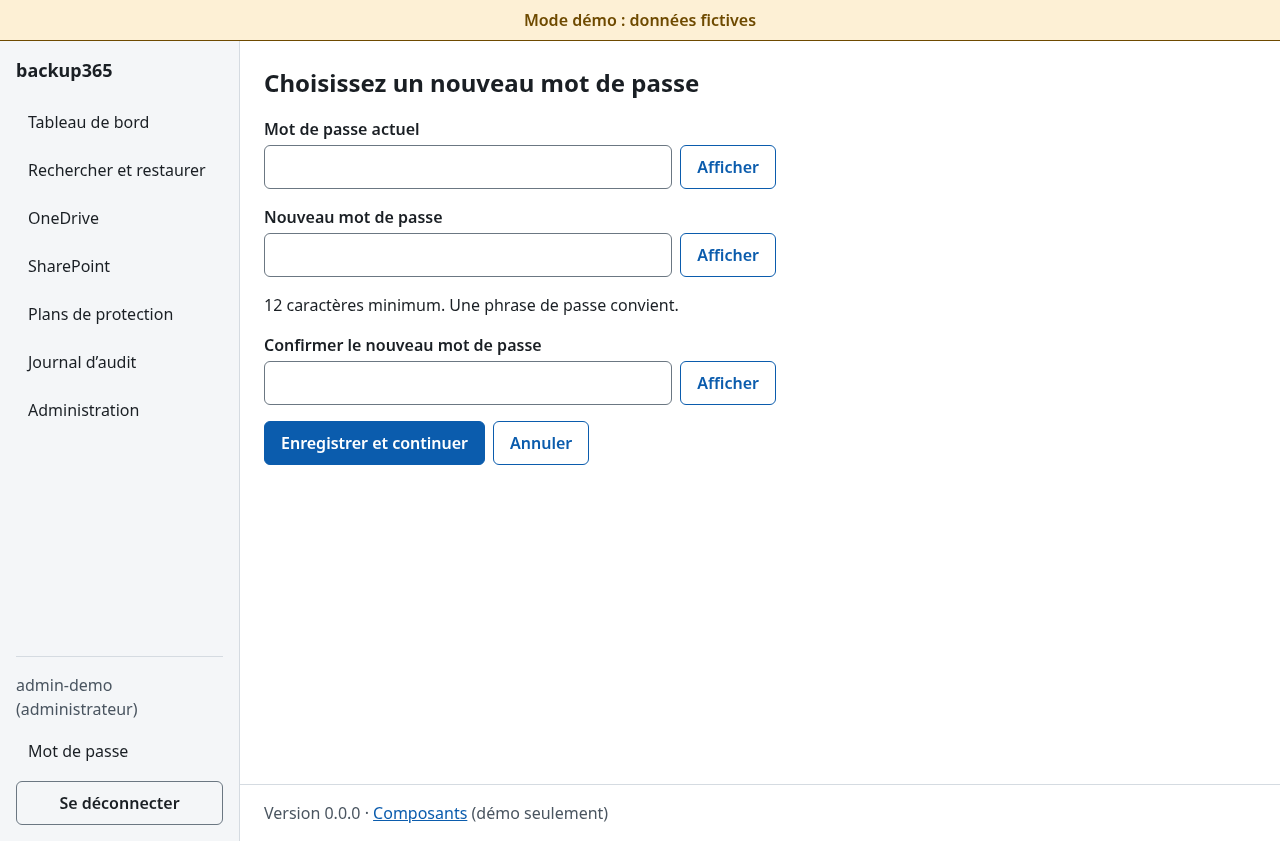 Mode démo : données fictives
backup365
Tableau de bord
Rechercher et restaurer
OneDrive
SharePoint
Plans de protection
Journal d’audit
Administration
admin-demo
(administrateur)
Mot de passe
Se déconnecter
Choisissez un nouveau mot de passe
Mot de passe actuel
Afficher
Nouveau mot de passe
Afficher
12 caractères minimum. Une phrase de passe convient.
Confirmer le nouveau mot de passe
Afficher
Enregistrer et continuer
Annuler
Version 0.0.0 · Composants (démo seulement)